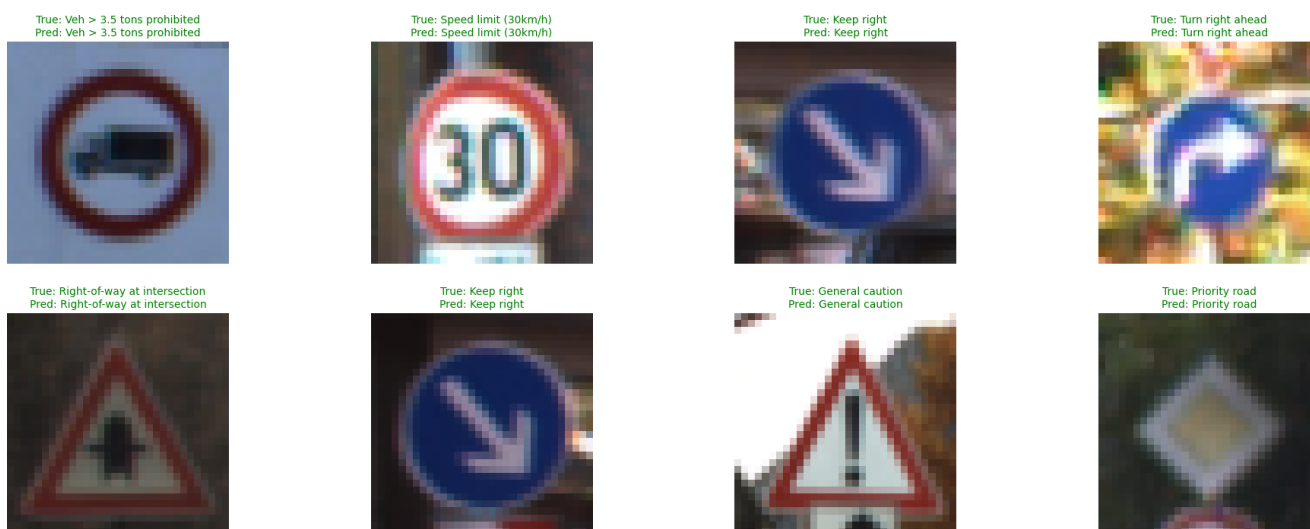 True: Veh > 3.5 tons prohibited
Pred: Veh > 3.5 tons prohibited
True: Speed limit (30km/h)
Pred: Speed limit (30km/h)
True: Keep right
Pred: Keep right
True: Turn right ahead
Pred: Turn right ahead
30
True: Right-of-way at intersection
Pred: Right-of-way at intersection
True: Keep right
Pred: Keep right
True: General caution
Pred: General caution
True: Priority road
Pred: Priority road